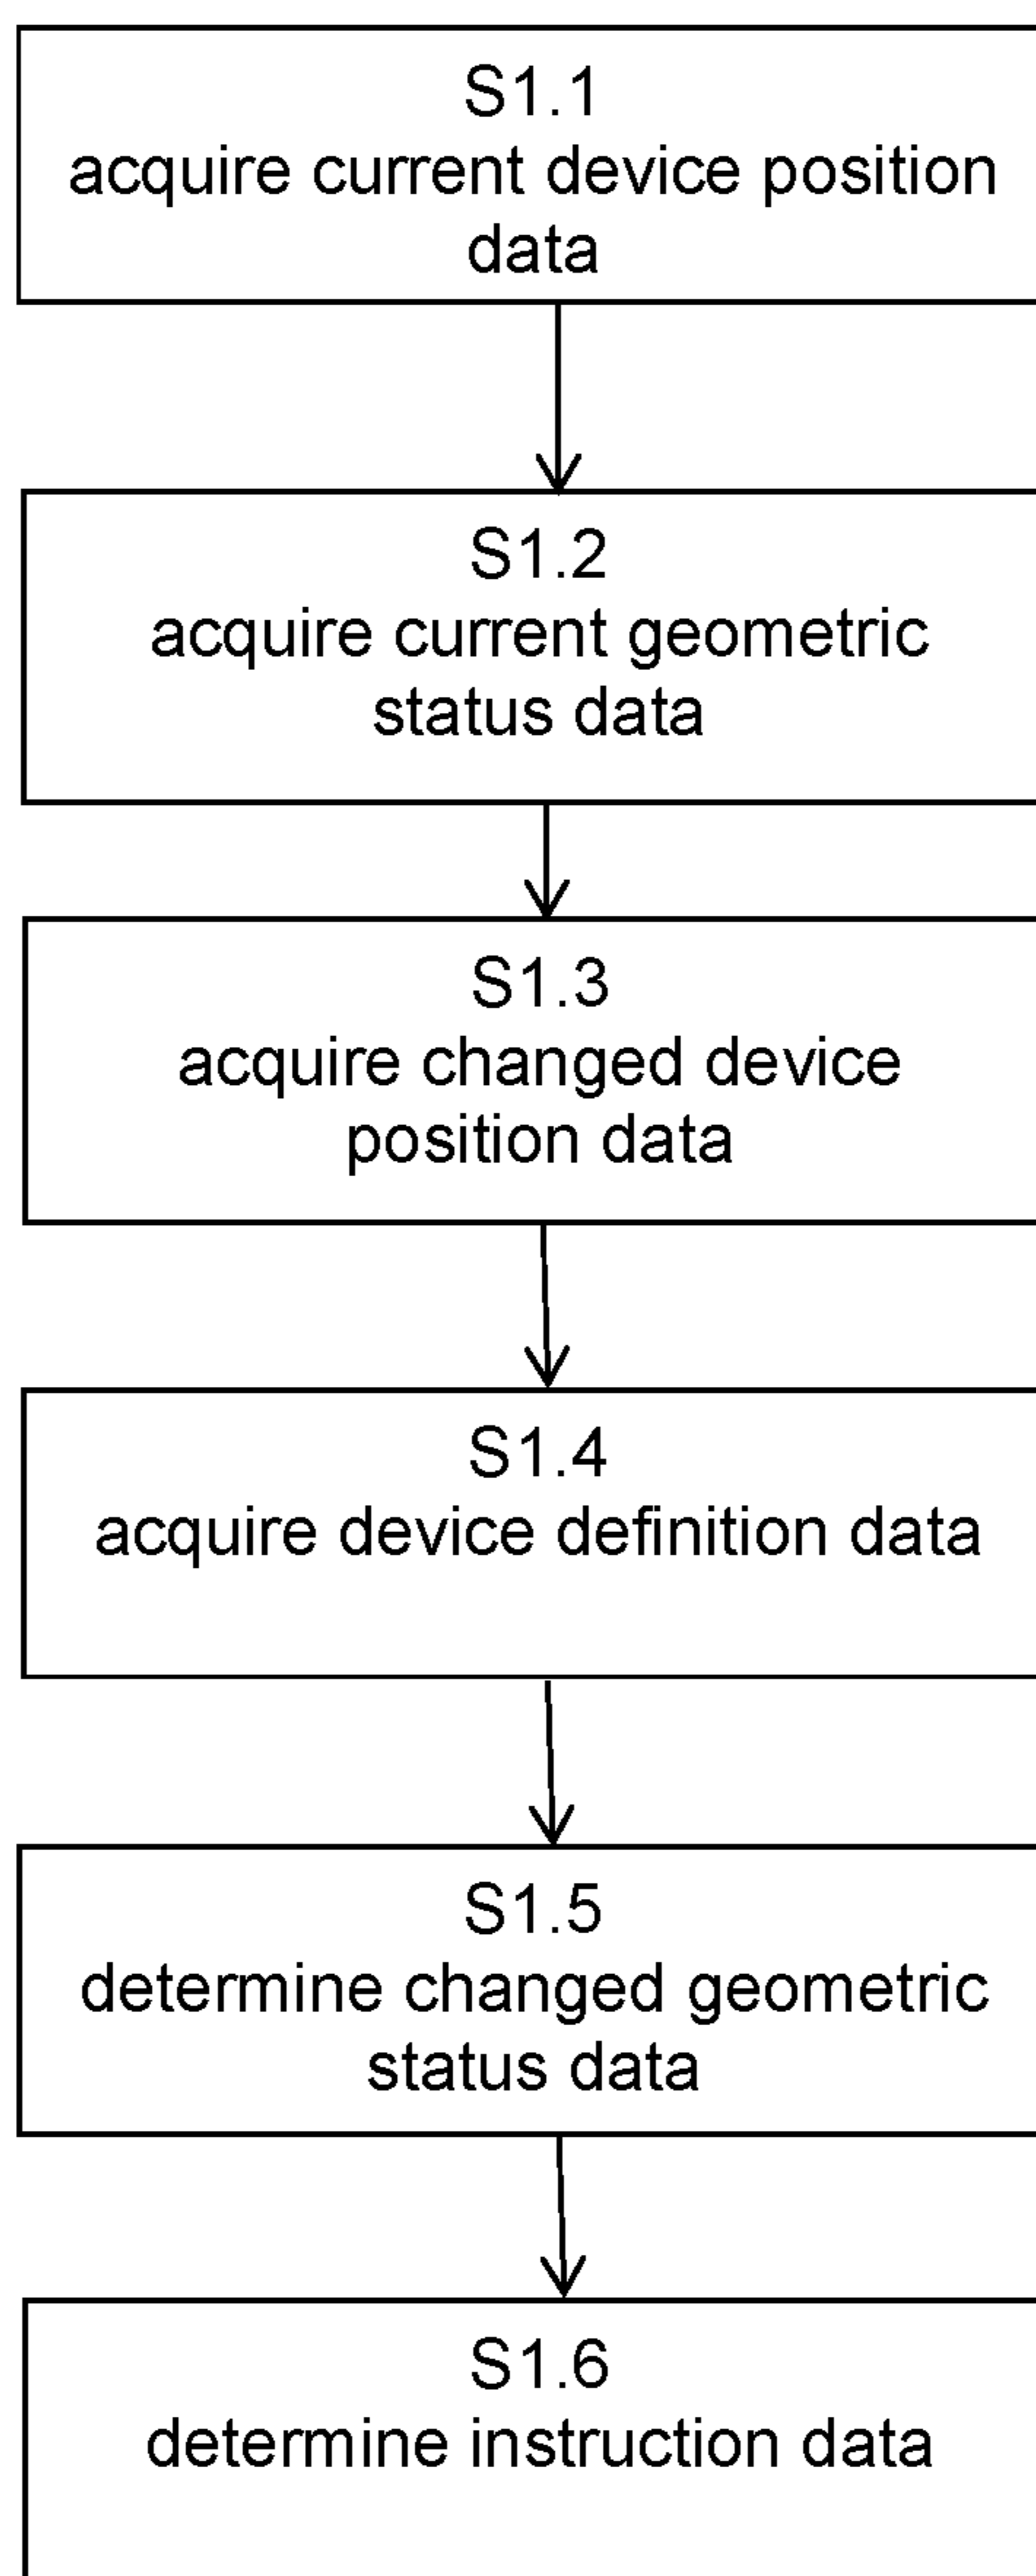 S1.1
acquire current device position
data
S1.2
acquire current geometric
status data
S1.3
acquire changed device
position data
S1.4
acquire device definition data
S1.5
determine changed geometric
status data
S1.6
determine instruction data